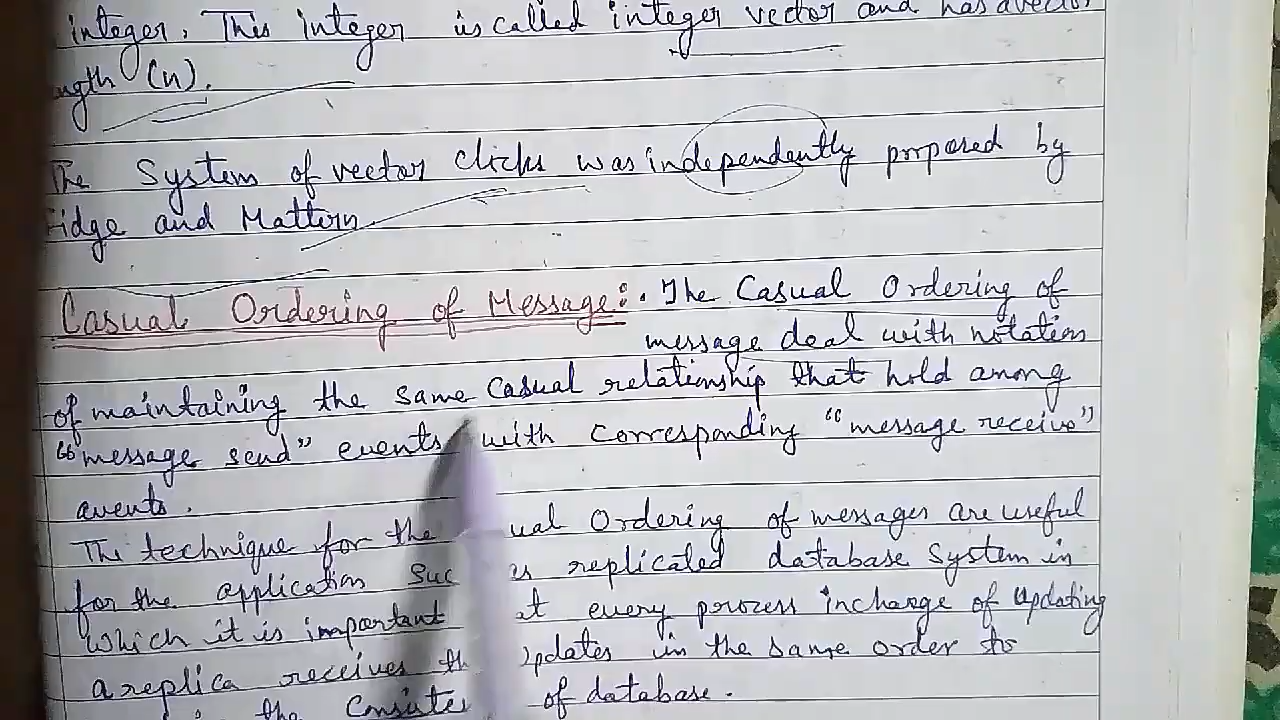 integer. This integer is called integer vector and has a vector
ngth (n).
The System of vector Clicks was independently proposed by
idge and Mattern
Casual Ordering of Message:. The Casual Ordering of
message deal with notation
of maintaining the same casual relationship that hold among
"message send" events with corresponding "message receive"
events.
The technique for the ual Ordering of messages are useful
for the application suc as replicated database System in
which it is important at every process incharge of updating
a replica receives th updates in the same order to
the of database.